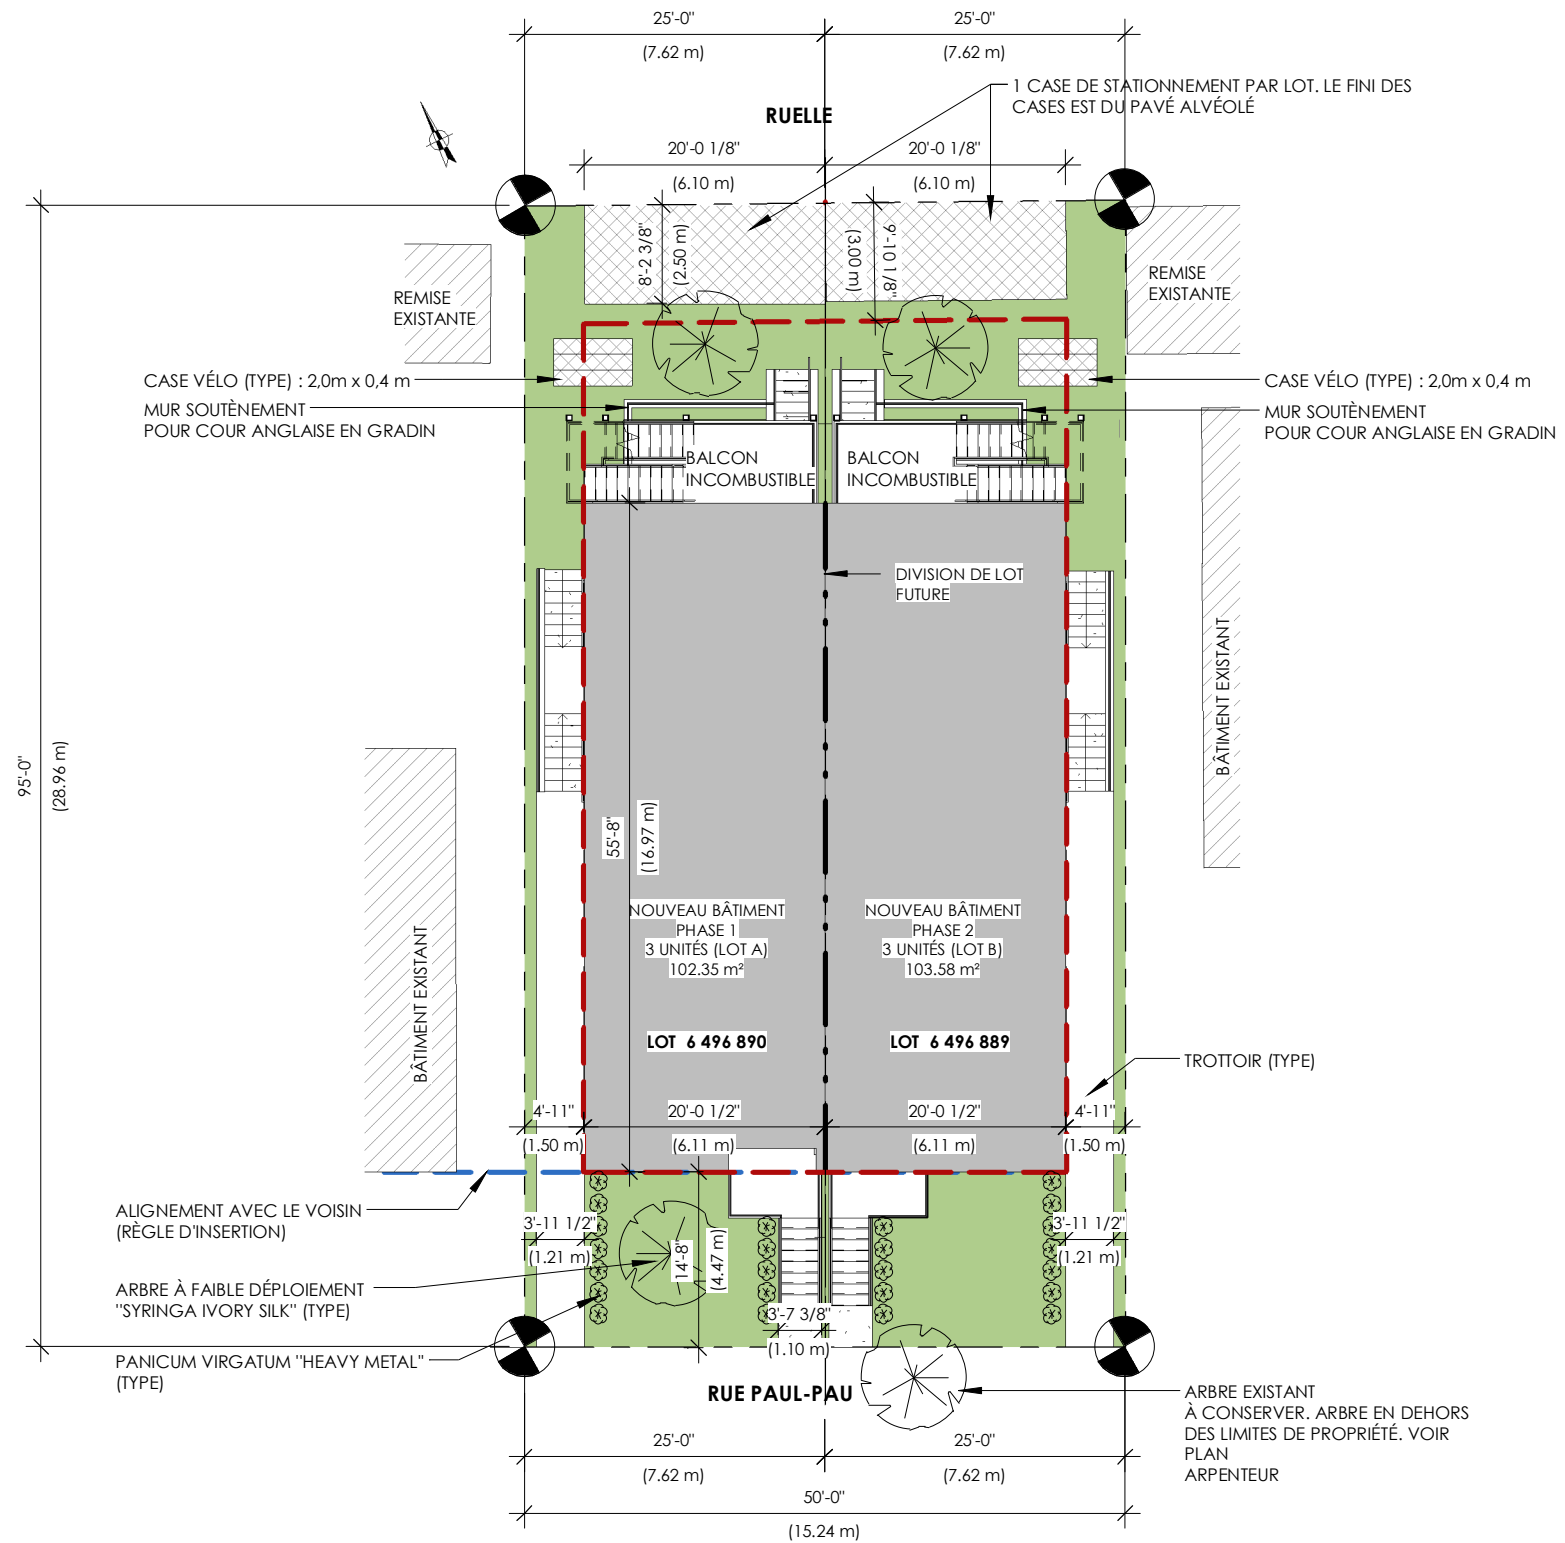 25'-0"
25'-0"
(7.62 m)
(7.62 m)
1 CASE DE STATIONNEMENT PAR LOT. LE FINI DES
CASES EST DU PAVÉ ALVÉOLÉ
RUELLE
20'-0 1/8"
20'-0 1/8"
(6.10 m)
(6.10 m)
8'-2 3/8"
(2.50 m)
(3.00 m)
9'-10 1/8"
REMISE
EXISTANTE
REMISE
EXISTANTE
CASE VÉLO (TYPE) : 2,0m x 0,4 m
MUR SOUTÈNEMENT
POUR COUR ANGLAISE EN GRADIN
CASE VÉLO (TYPE) : 2,0m x 0,4 m
MUR SOUTÈNEMENT
POUR COUR ANGLAISE EN GRADIN
BALCON
INCOMBUSTIBLE
BALCON
INCOMBUSTIBLE
DIVISION DE LOT
FUTURE
BÂTIMENT EXISTANT
95'-0"
(28.96 m)
55'-8"
(16.97 m)
BÂTIMENT EXISTANT
NOUVEAU BÂTIMENT
PHASE 1
3 UNITÉS (LOT A)
102.35 m²
NOUVEAU BÂTIMENT
PHASE 2
3 UNITÉS (LOT B)
103.58 m²
LOT 6 496 890
LOT 6 496 889
TROTTOIR (TYPE)
4'-11"
20'-0 1/2"
20'-0 1/2"
4'-11"
(1.50 m)
(6.11 m)
(6.11 m)
(1.50 m)
ALIGNEMENT AVEC LE VOISIN
(RÈGLE D'INSERTION)
3'-11 1/2"
(1.21 m)
14'-8"
(4.47 m)
3'-11 1/2"
(1.21 m)
ARBRE À FAIBLE DÉPLOIEMENT
"SYRINGA IVORY SILK" (TYPE)
3'-7 3/8"
(1.10 m)
PANICUM VIRGATUM "HEAVY METAL"
(TYPE)
RUE PAUL-PAU
ARBRE EXISTANT
À CONSERVER. ARBRE EN DEHORS
DES LIMITES DE PROPRIÉTÉ. VOIR
PLAN
ARPENTEUR
25'-0"
25'-0"
(7.62 m)
(7.62 m)
50'-0"
(15.24 m)